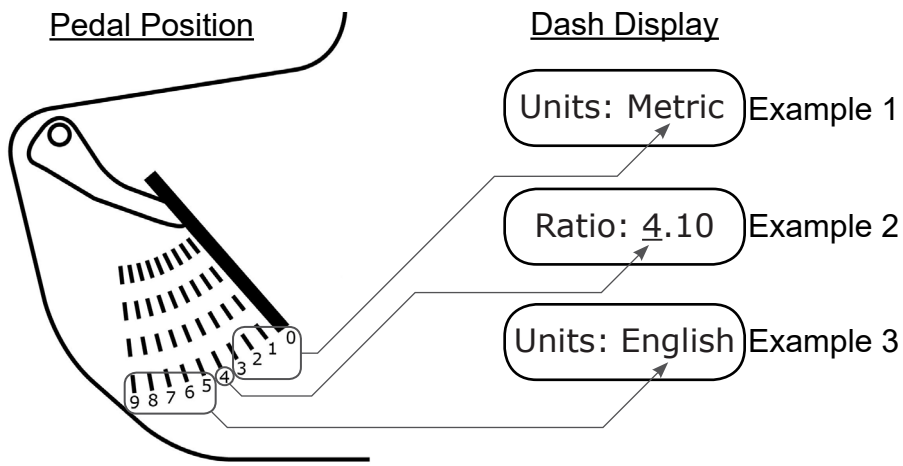 Pedal Position
Dash Display
Units: Metric
Example 1
Ratio: 4.10
Example 2
Units: English
Example 3
0
1
2
3
4
5
6
7
8
9